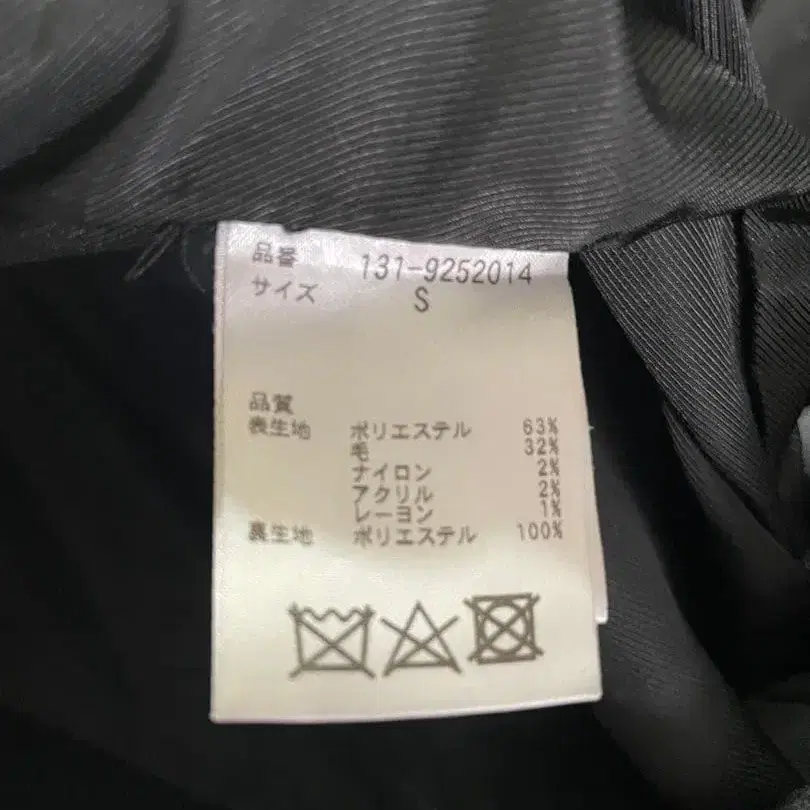 品番 131-9252014
サイズ S
品質
表生地 ポリエステル 63%
毛 32%
ナイロン 2%
アクリル 2%
レーヨン 1%
裏生地 ポリエステル 100%